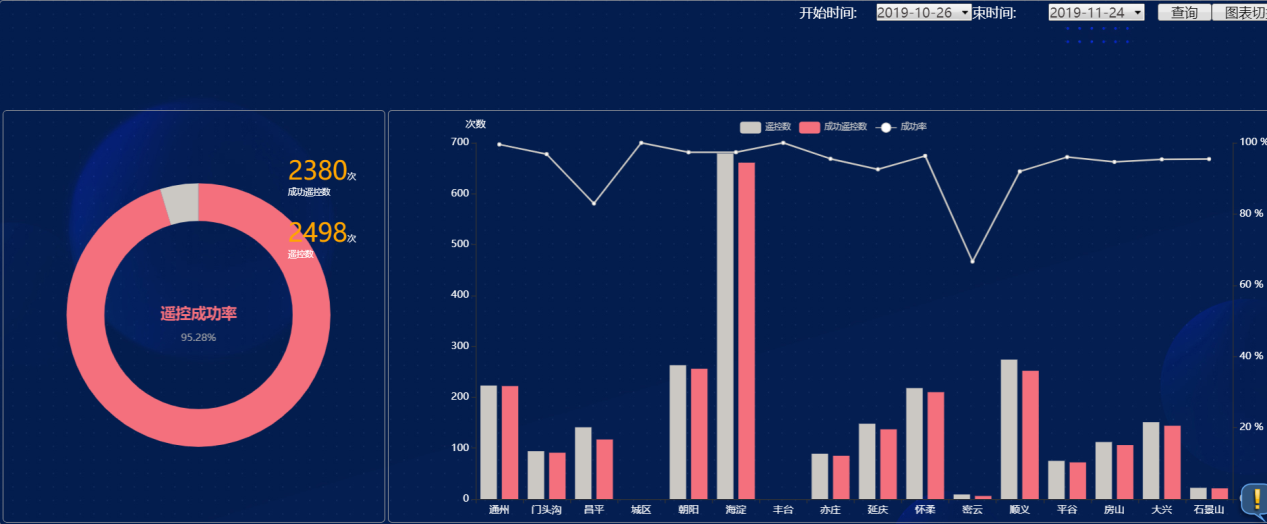 开始时间: 2019-10-26 束时间: 2019-11-24 查询 图表切
2380次
成功遥控数
2498次
遥控数
遥控成功率
95.28%
次数
遥控数 成功遥控数 成功率
700 100 %
600
80 %
500
60 %
400
300 40 %
200
20 %
100
0
通州 门头沟 昌平 城区 朝阳 海淀 丰台 亦庄 延庆 怀柔 密云 顺义 平谷 房山 大兴 石景山